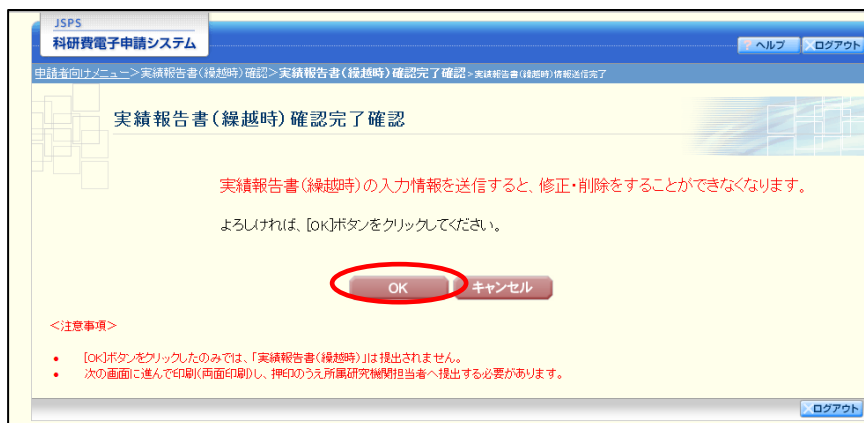 JSPS
科研費電子申請システム
? ヘルプ
×ログアウト
申請者向けメニュー>実績報告書(繰越時)確認>実績報告書(繰越時)確認完了確認>実績報告書(繰越時)情報送信完了
実績報告書(繰越時)確認完了確認
実績報告書(繰越時)の入力情報を送信すると、修正・削除をすることができなくなります。
よろしければ、[OK]ボタンをクリックしてください。
OK
キャンセル
<注意事項>
• [OK]ボタンをクリックしたのみでは、「実績報告書(繰越時)」は提出されません。
• 次の画面に進んで印刷(両面印刷)し、押印のうえ所属研究機関担当者へ提出する必要があります。
×ログアウト